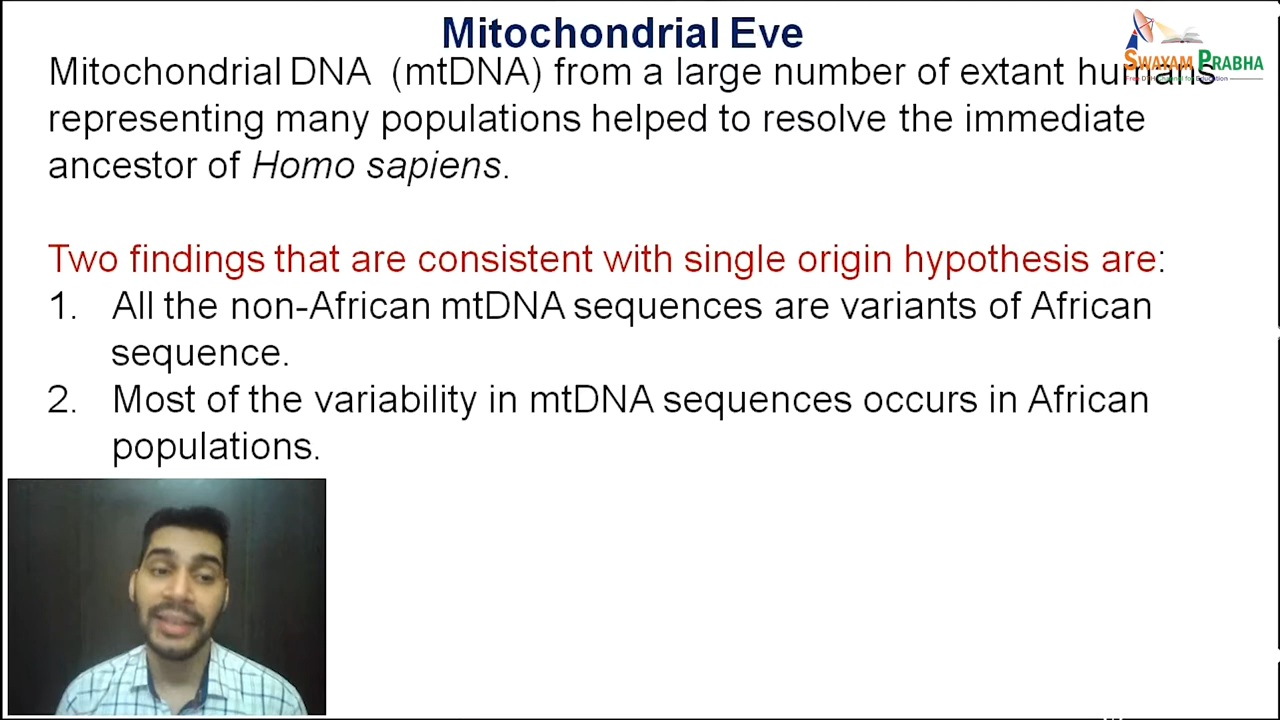 Mitochondrial Eve
SWAYAM PRABHA
Mitochondrial DNA (mtDNA) from a large number of extant humans
representing many populations helped to resolve the immediate
ancestor of Homo sapiens.
Two findings that are consistent with single origin hypothesis are:
1. All the non-African mtDNA sequences are variants of African
sequence.
2. Most of the variability in mtDNA sequences occurs in African
populations.